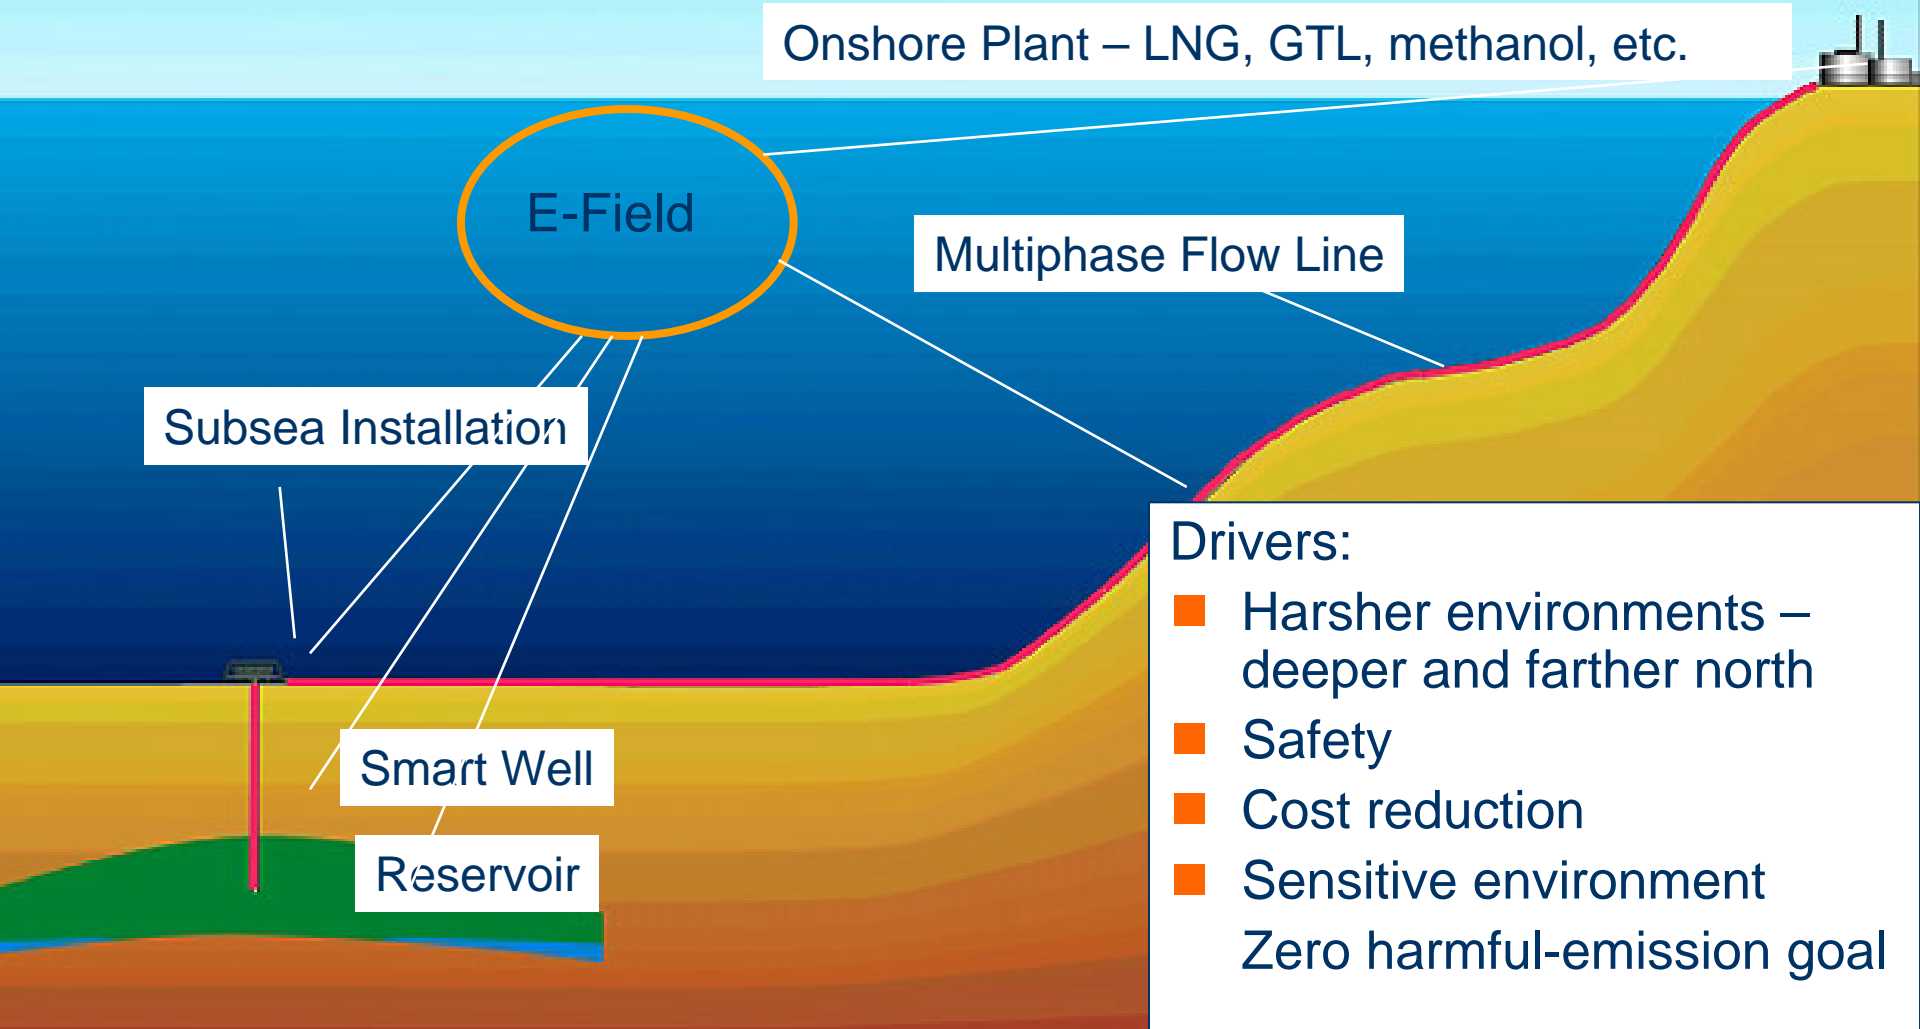 Onshore Plant – LNG, GTL, methanol, etc.
E-Field
Multiphase Flow Line
Subsea Installation
Smart Well
Reservoir
Drivers:
Harsher environments –
deeper and farther north
Safety
Cost reduction
Sensitive environment
Zero harmful-emission goal